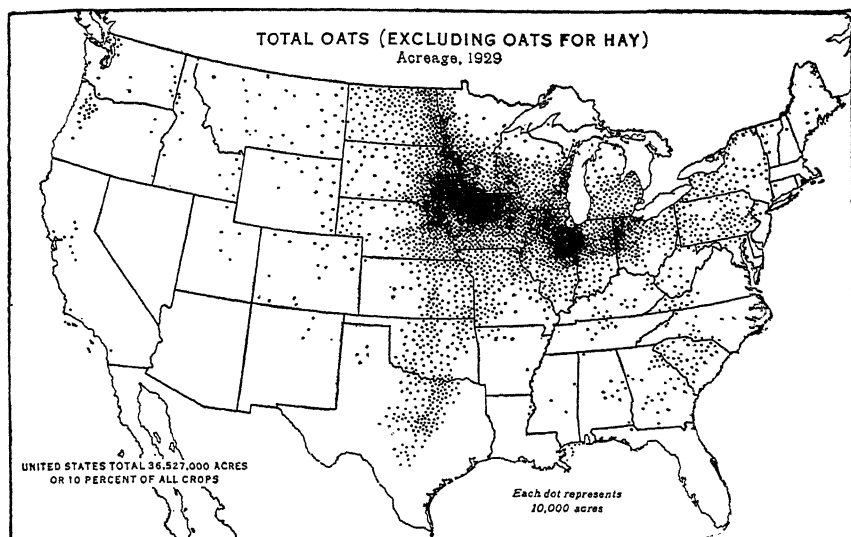 TOTAL OATS (EXCLUDING OATS FOR HAY)
Acreage, 1929
UNITED STATES TOTAL 36,527,000 ACRES
OR 10 PERCENT OF ALL CROPS
Each dot represents
10,000 acres